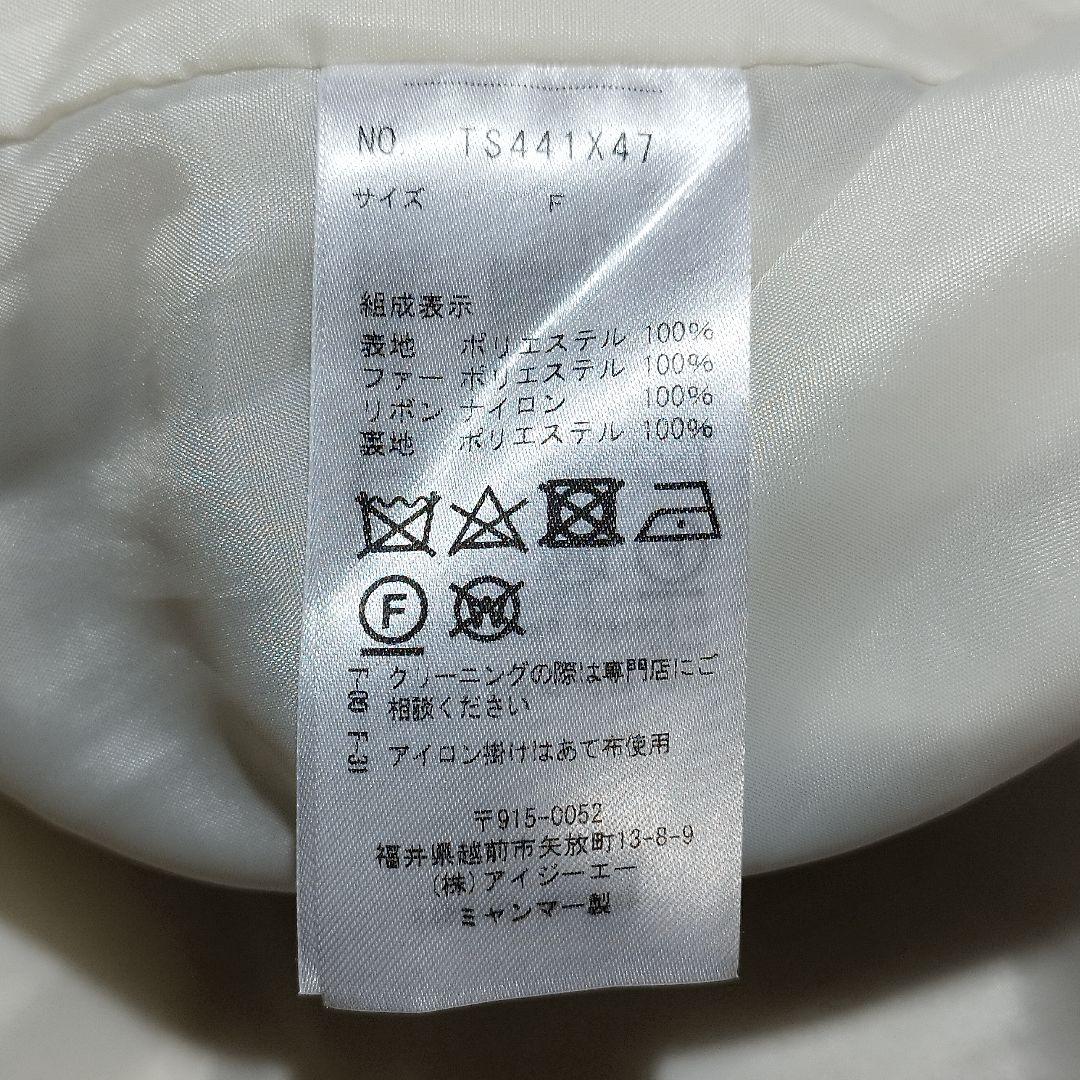 NO. TS441X47
サイズ F
組成表示
表地 ポリエステル 100%
ファー ポリエステル 100%
リボン ナイロン 100%
裏地 ポリエステル 100%
F W
クリーニングの際は専門店にご
相談ください
F-31 アイロン掛けはあて布使用
〒915-0052
福井県越前市矢放町13-8-9
(株)アイジーエー
ミャンマー製